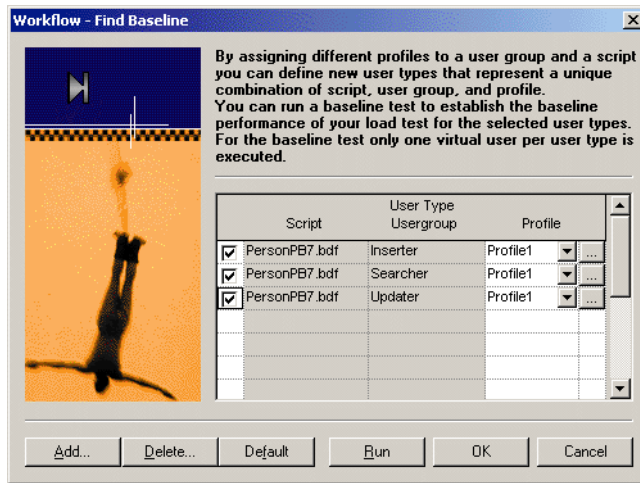 Workflow - Find Baseline
By assigning different profiles to a user group and a script
you can define new user types that represent a unique
combination of script, user group, and profile.
You can run a baseline test to establish the baseline
performance of your load test for the selected user types.
For the baseline test only one virtual user per user type is
executed.
User Type
Script Usergroup Profile
PersonPB7.bdf Inserter Profile1 ...
PersonPB7.bdf Searcher Profile1 ...
PersonPB7.bdf Updater Profile1 ...
Add... Delete... Default Run OK Cancel